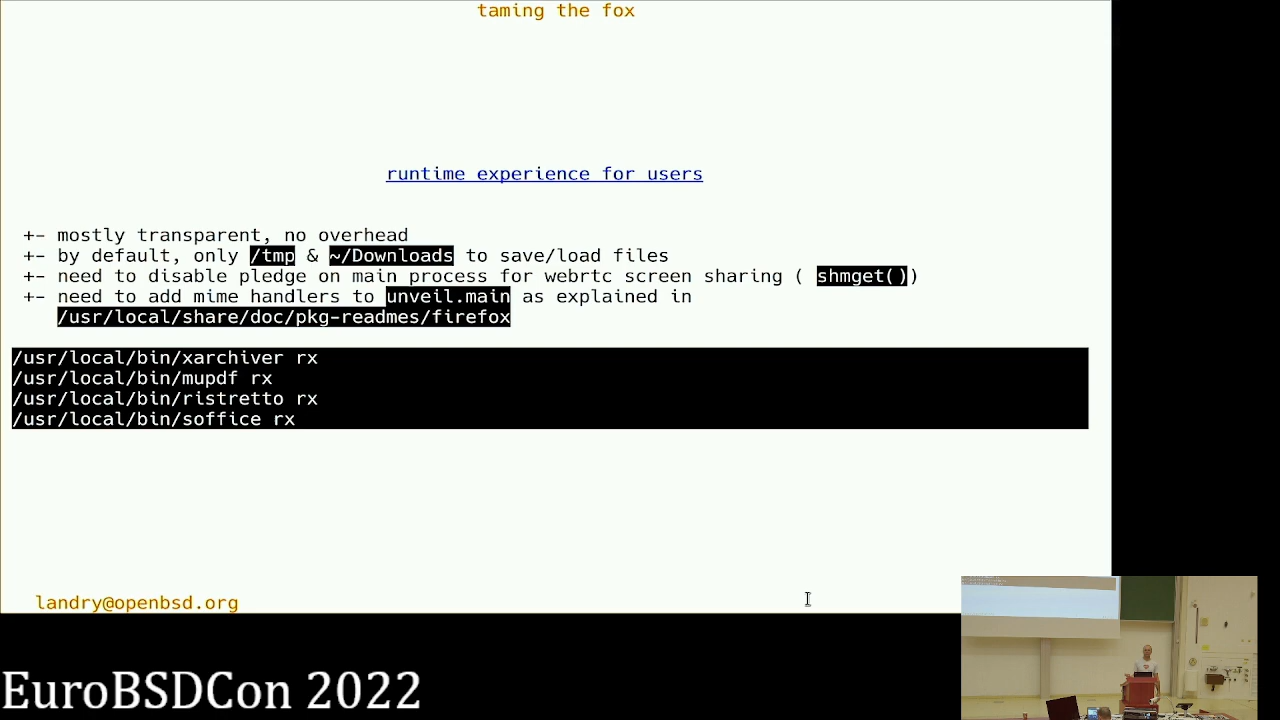 taming the fox
runtime experience for users
+- mostly transparent, no overhead
+- by default, only /tmp & ~/Downloads to save/load files
+- need to disable pledge on main process for webrtc screen sharing ( shmget())
+- need to add mime handlers to unveil.main as explained in
/usr/local/share/doc/pkg-readmes/firefox
/usr/local/bin/xarchiver rx
/usr/local/bin/mupdf rx
/usr/local/bin/ristretto rx
/usr/local/bin/soffice rx
landry@openbsd.org
EuroBSDCon 2022